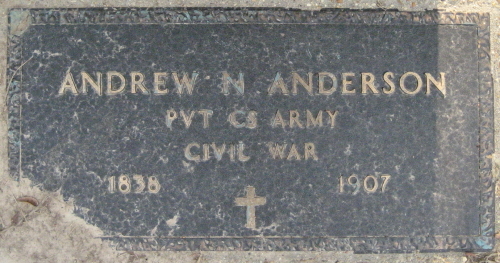 ANDREW N ANDERSON
PVT CS ARMY
CIVIL WAR
1838 1907